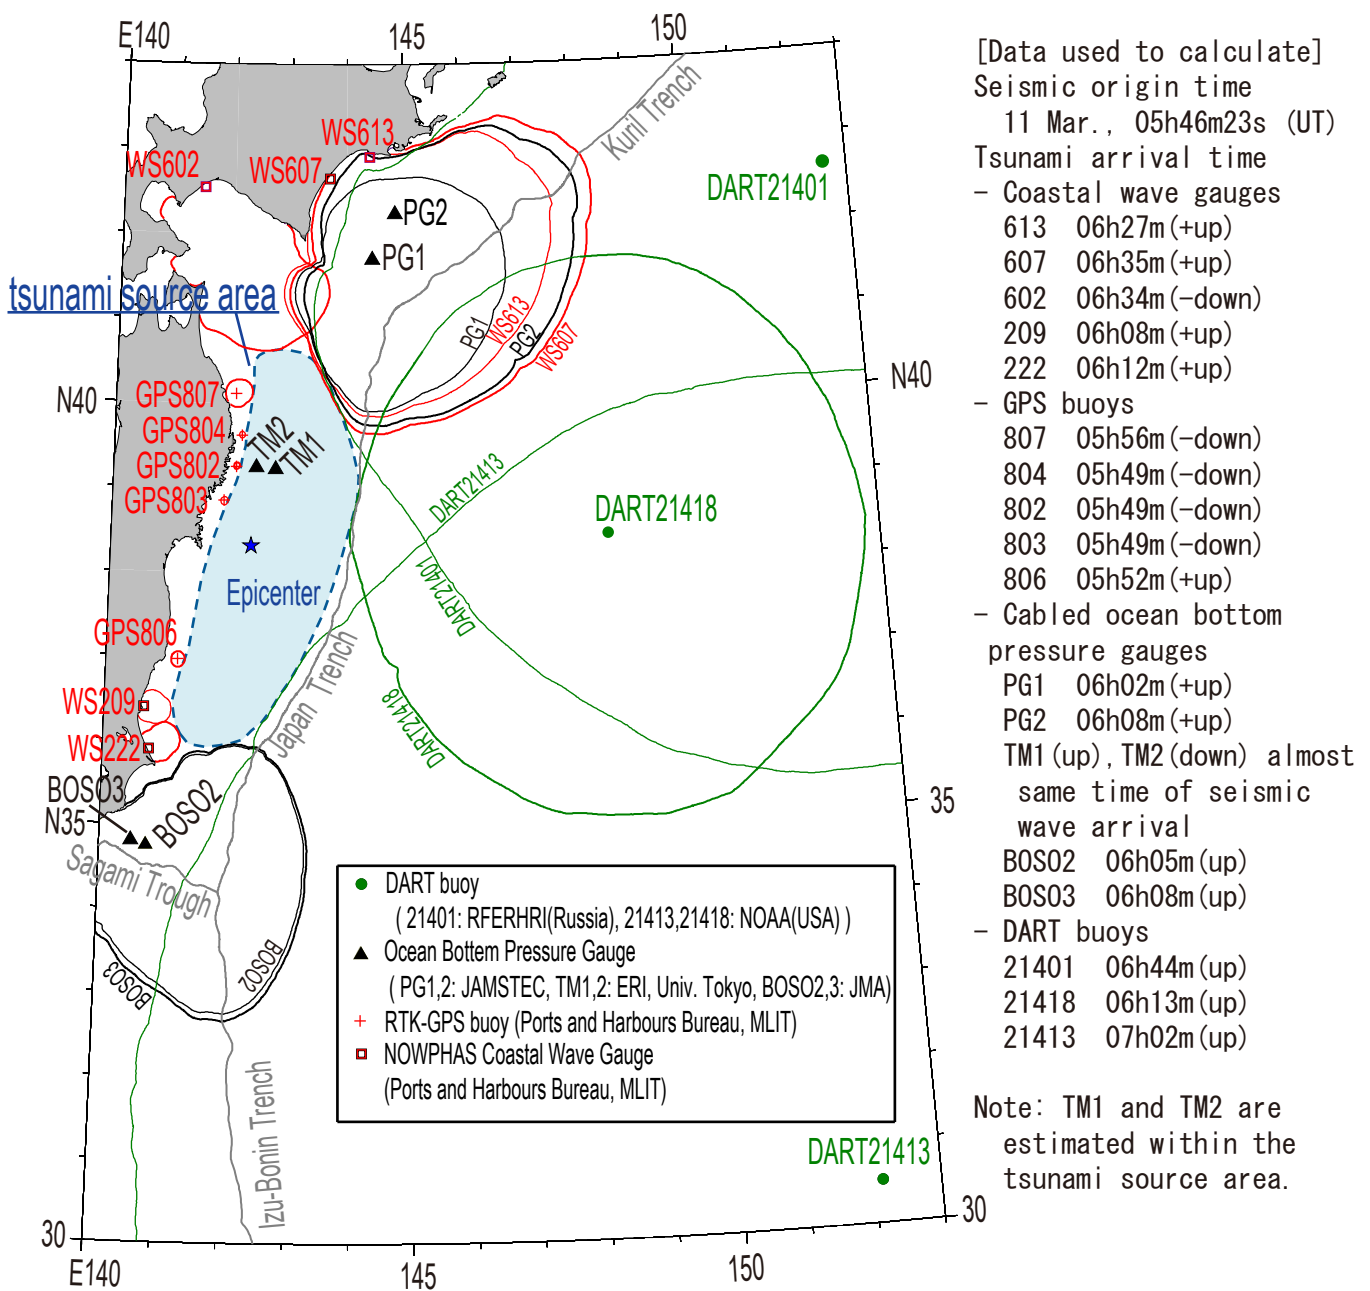 E140
145
150
[Data used to calculate]
Seismic origin time
11 Mar., 05h46m23s (UT)
Tsunami arrival time
- Coastal wave gauges
613 06h27m(+up)
607 06h35m(+up)
602 06h34m(-down)
209 06h08m(+up)
222 06h12m(+up)
- GPS buoys
807 05h56m(-down)
804 05h49m(-down)
802 05h49m(-down)
803 05h49m(-down)
806 05h52m(+up)
- Cabled ocean bottom
pressure gauges
PG1 06h02m(+up)
PG2 06h08m(+up)
TM1(up),TM2(down) almost
same time of seismic
wave arrival
BOSO2 06h05m(up)
BOSO3 06h08m(up)
- DART buoys
21401 06h44m(up)
21418 06h13m(up)
21413 07h02m(up)
Note: TM1 and TM2 are
estimated within the
tsunami source area.
Kuril Trench
WS613
WS602
WS607
DART21401
PG2
PG1
tsunami source area
PG1
WS613
PG2
WS607
N40
N40
GPS807
GPS804
TM2
TM1
GPS802
GPS803
DART21413
DART21418
DART21401
Epicenter
GPS806
Japan Trench
WS209
DART21418
WS222
BOSO3
BOSO2
N35
35
Sagami Trough
BOSO3
BOSO2
DART buoy
( 21401: RFERHRI(Russia), 21413,21418: NOAA(USA) )
Ocean Bottem Pressure Gauge
( PG1,2: JAMSTEC, TM1,2: ERI, Univ. Tokyo, BOSO2,3: JMA)
RTK-GPS buoy (Ports and Harbours Bureau, MLIT)
NOWPHAS Coastal Wave Gauge
(Ports and Harbours Bureau, MLIT)
Izu-Bonin Trench
DART21413
30
30
E140
145
150